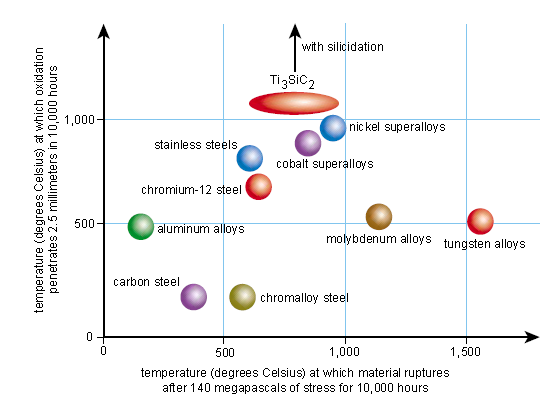 with silicidation
Ti3SiC2
1,000
nickel superalloys
stainless steels
cobalt superalloys
chromium-12 steel
500
aluminum alloys
molybdenum alloys
tungsten alloys
carbon steel
chromalloy steel
0
0
500
1,000
1,500
temperature (degrees Celsius) at which oxidation
penetrates 2.5 millimeters in 10,000 hours
temperature (degrees Celsius) at which material ruptures
after 140 megapascals of stress for 10,000 hours